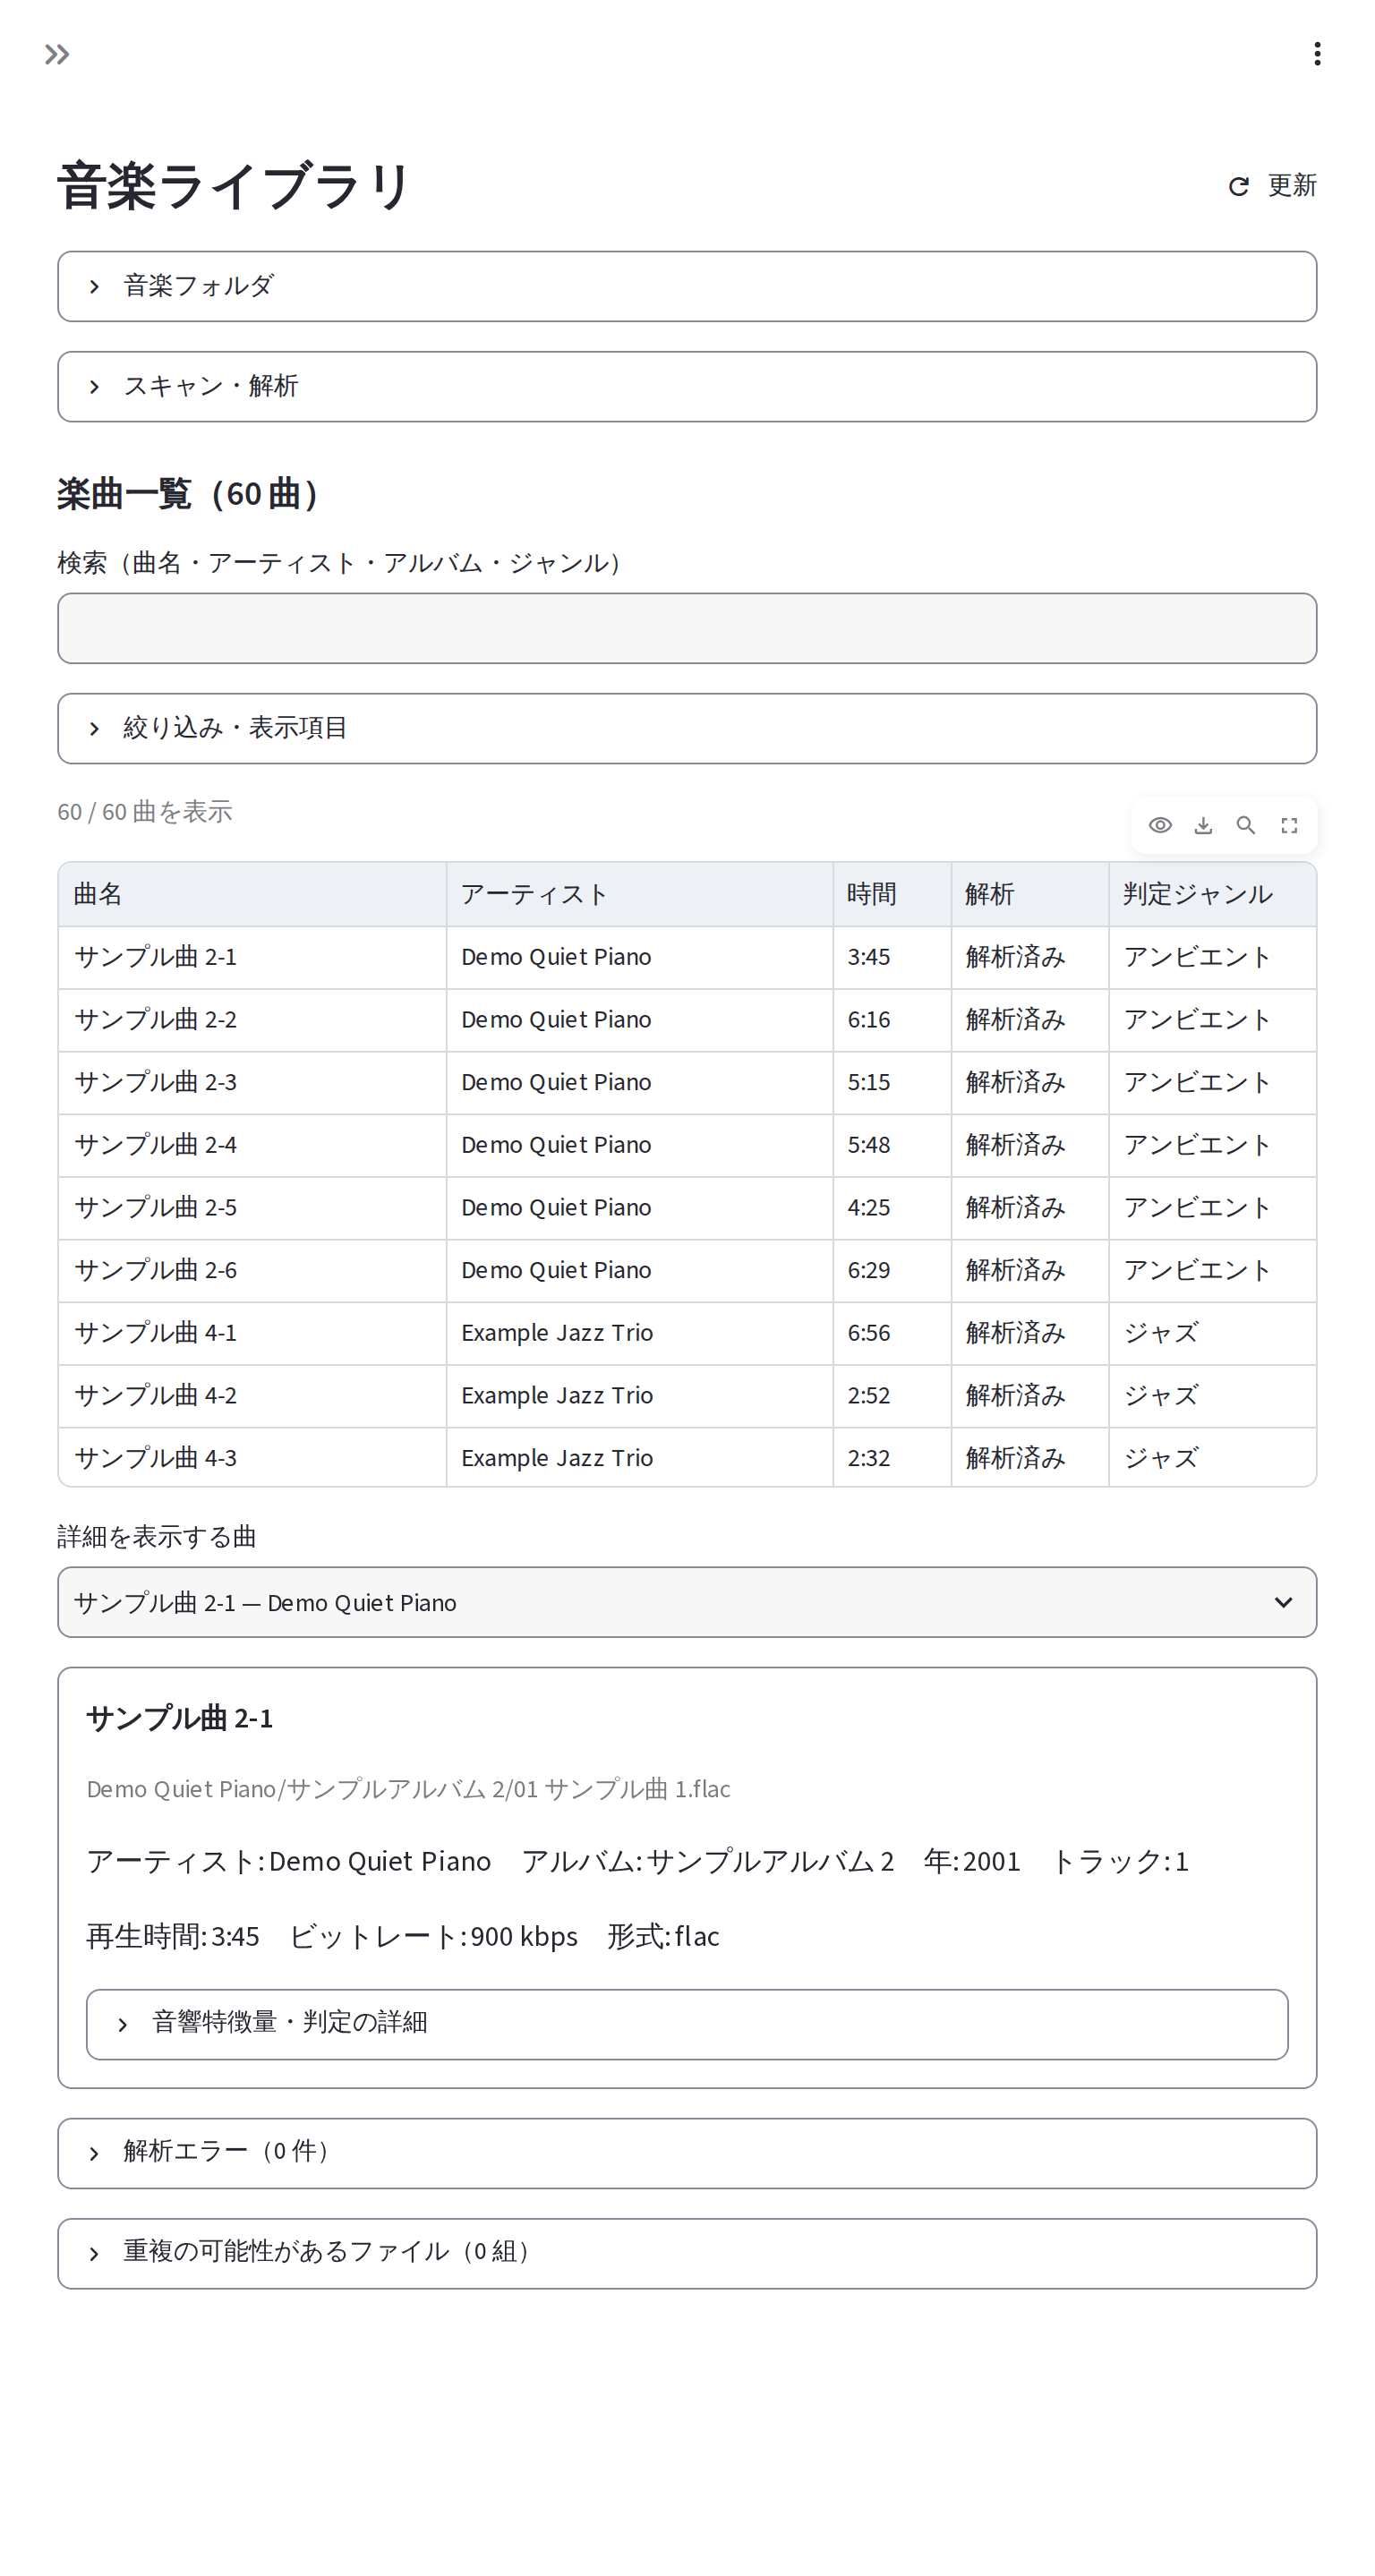 音楽ライブラリ
更新
音楽フォルダ
スキャン・解析
楽曲一覧（60 曲）
検索（曲名・アーティスト・アルバム・ジャンル）
絞り込み・表示項目
60 / 60 曲を表示
曲名 アーティスト 時間 解析 判定ジャンル
サンプル曲 2-1 Demo Quiet Piano 3:45 解析済み アンビエント
サンプル曲 2-2 Demo Quiet Piano 6:16 解析済み アンビエント
サンプル曲 2-3 Demo Quiet Piano 5:15 解析済み アンビエント
サンプル曲 2-4 Demo Quiet Piano 5:48 解析済み アンビエント
サンプル曲 2-5 Demo Quiet Piano 4:25 解析済み アンビエント
サンプル曲 2-6 Demo Quiet Piano 6:29 解析済み アンビエント
サンプル曲 4-1 Example Jazz Trio 6:56 解析済み ジャズ
サンプル曲 4-2 Example Jazz Trio 2:52 解析済み ジャズ
サンプル曲 4-3 Example Jazz Trio 2:32 解析済み ジャズ
詳細を表示する曲
サンプル曲 2-1 — Demo Quiet Piano
サンプル曲 2-1
Demo Quiet Piano/サンプルアルバム 2/01 サンプル曲 1.flac
アーティスト: Demo Quiet Piano アルバム: サンプルアルバム 2 年: 2001 トラック: 1
再生時間: 3:45 ビットレート: 900 kbps 形式: flac
音響特徴量・判定の詳細
解析エラー（0 件）
重複の可能性があるファイル（0 組）